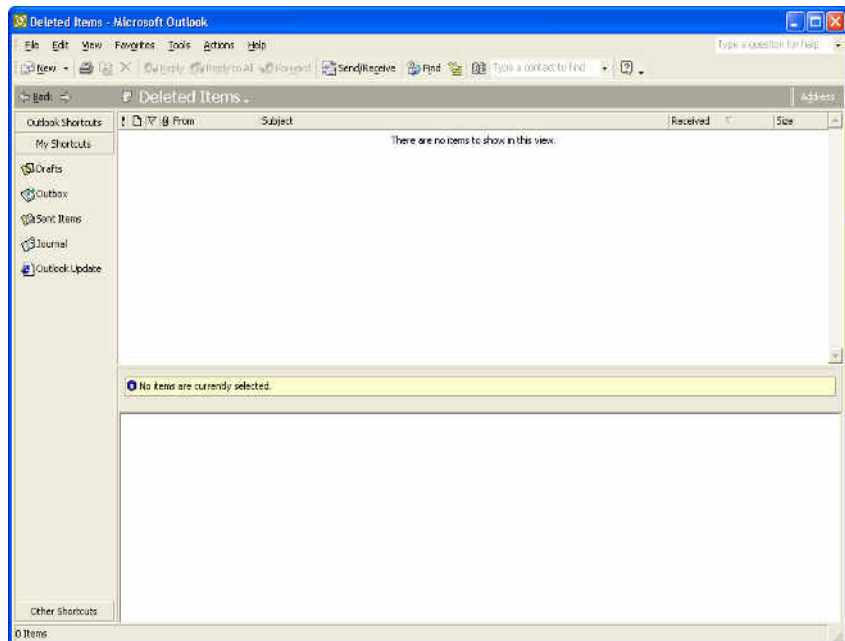 Deleted Items - Microsoft Outlook
File Edit View Favorites Tools Actions Help Type a question for help
New Reply Reply to All Forward Send/Receive Find Type a contact to find
Back Deleted Items Address
Outlook Shortcuts ! From Subject Received Size
My Shortcuts There are no items to show in this view.
Drafts
Outbox
Sent Items
Journal
Outlook Update
No items are currently selected.
Other Shortcuts
0 Items